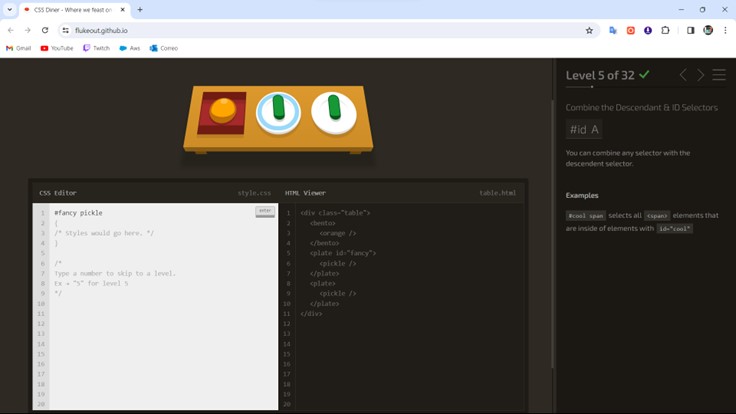 CSS Diner - Where we feast on
flukeout.github.io
Gmail
YouTube
Twitch
Aws
Correo
Level 5 of 32
Combine the Descendant & ID Selectors
#id A
You can combine any selector with the
descendent selector.
Examples
#cool span selects all <span> elements that
are inside of elements with id="cool"
CSS Editor
style.css
1 #fancy pickle
enter
2 {
3 /* Styles would go here. */
4 }
5
6 /*
7 Type a number to skip to a level.
8 Ex → "5" for level 5
9 */
10
11
12
13
14
15
16
17
18
19
20
HTML Viewer
table.html
1 <div class="table">
2 <bento>
3 <orange />
4 </bento>
5 <plate id="fancy">
6 <pickle />
7 </plate>
8 <plate>
9 <pickle />
10 </plate>
11 </div>
12
13
14
15
16
17
18
19
20